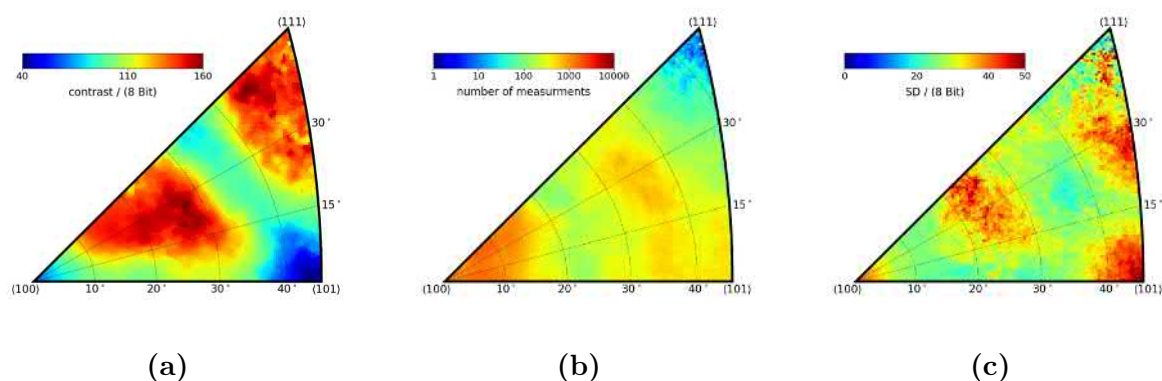 (111)
40 110 160
contrast / (8 Bit)
30°
15°
(100) 10° 20° 30° 40° (101)
(a)
(111)
1 10 100 1000 10000
number of measurments
30°
15°
(100) 10° 20° 30° 40° (101)
(b)
(111)
0 20 40 50
SD / (8 Bit)
30°
15°
(100) 10° 20° 30° 40° (101)
(c)